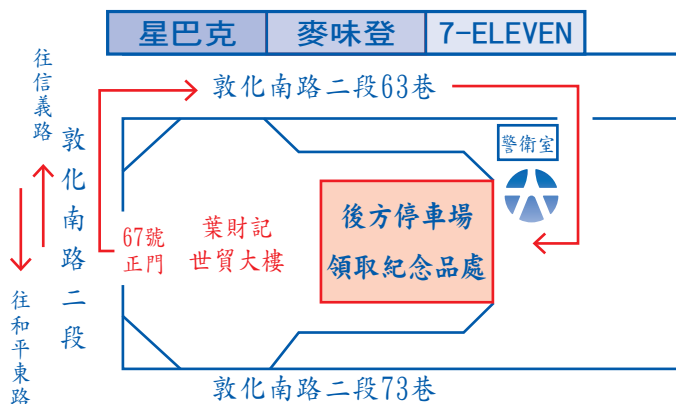 星巴克
麥味登
7-ELEVEN
往信義路
敦化南路二段63巷
敦化南路二段
警衛室
67號
正門
葉財記
世貿大樓
後方停車場
領取紀念品處
往和平東路
敦化南路二段73巷